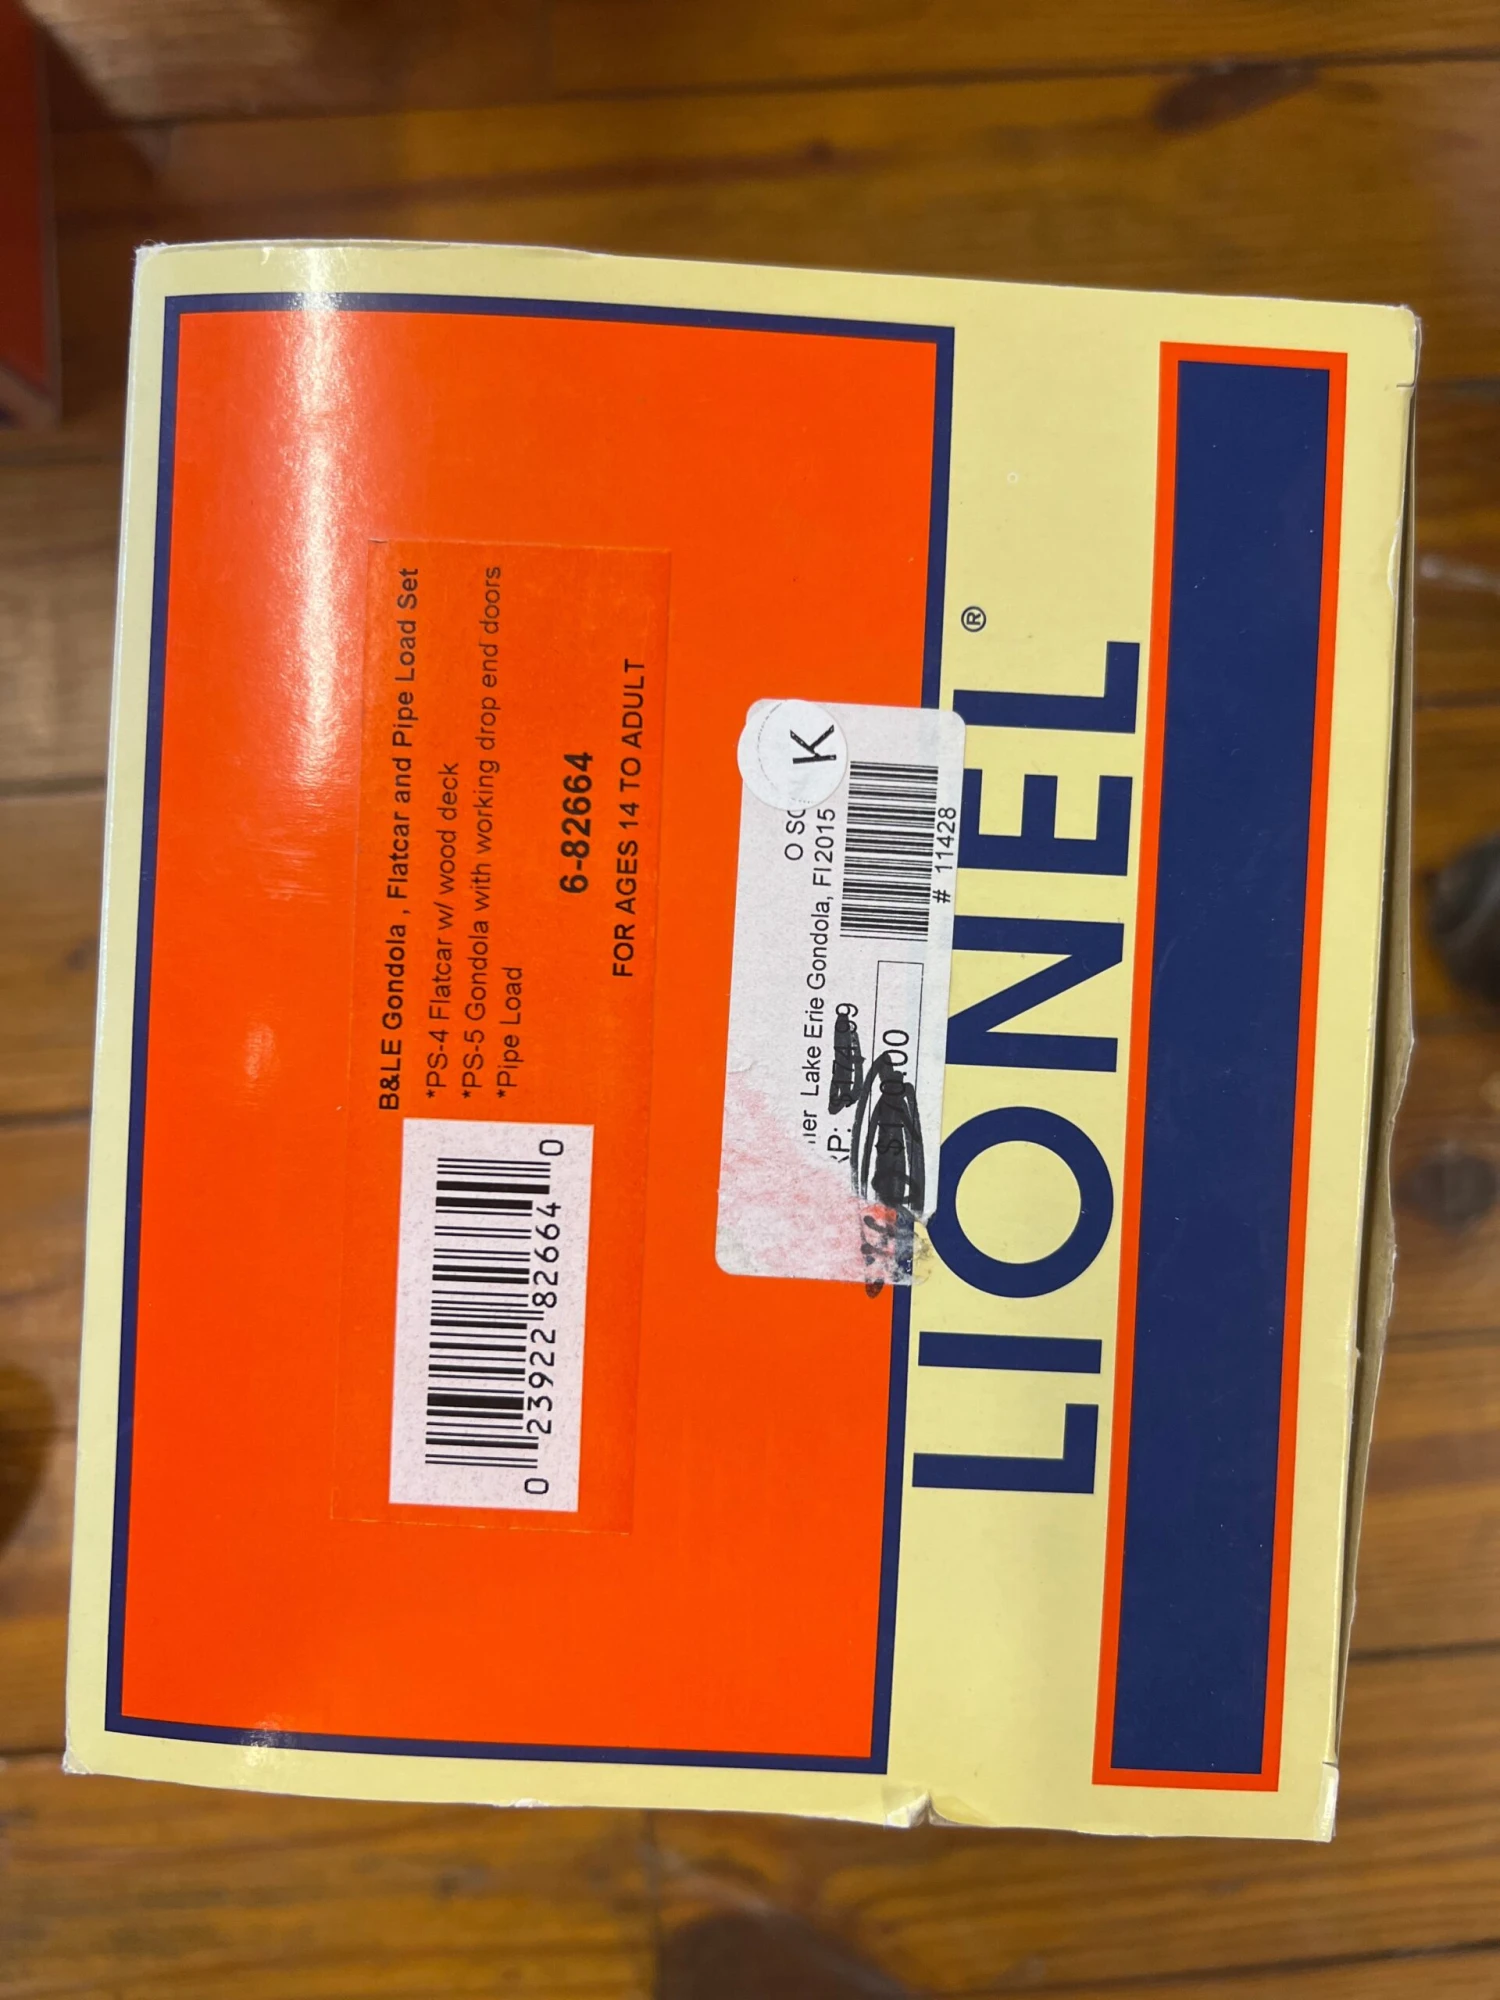 B&LE Gondola , Flatcar and Pipe Load Set
*PS-4 Flatcar w/ wood deck
*PS-5 Gondola with working drop end doors
*Pipe Load
6-82664
FOR AGES 14 TO ADULT
0 23922 82664 0
O SC
K
Lake Erie Gondola, Fl2015
# 11428
LIONEL®